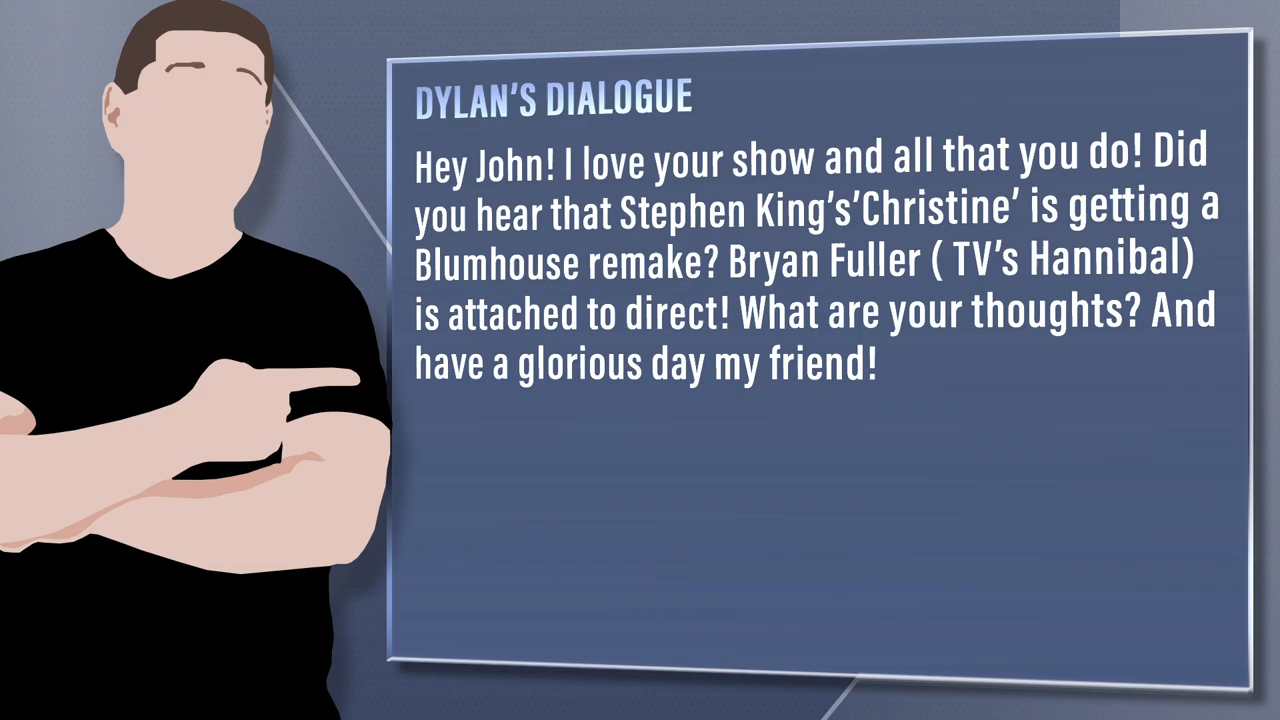 DYLAN'S DIALOGUE
Hey John! I love your show and all that you do! Did
you hear that Stephen King's'Christine' is getting a
Blumhouse remake? Bryan Fuller ( TV's Hannibal)
is attached to direct! What are your thoughts? And
have a glorious day my friend!